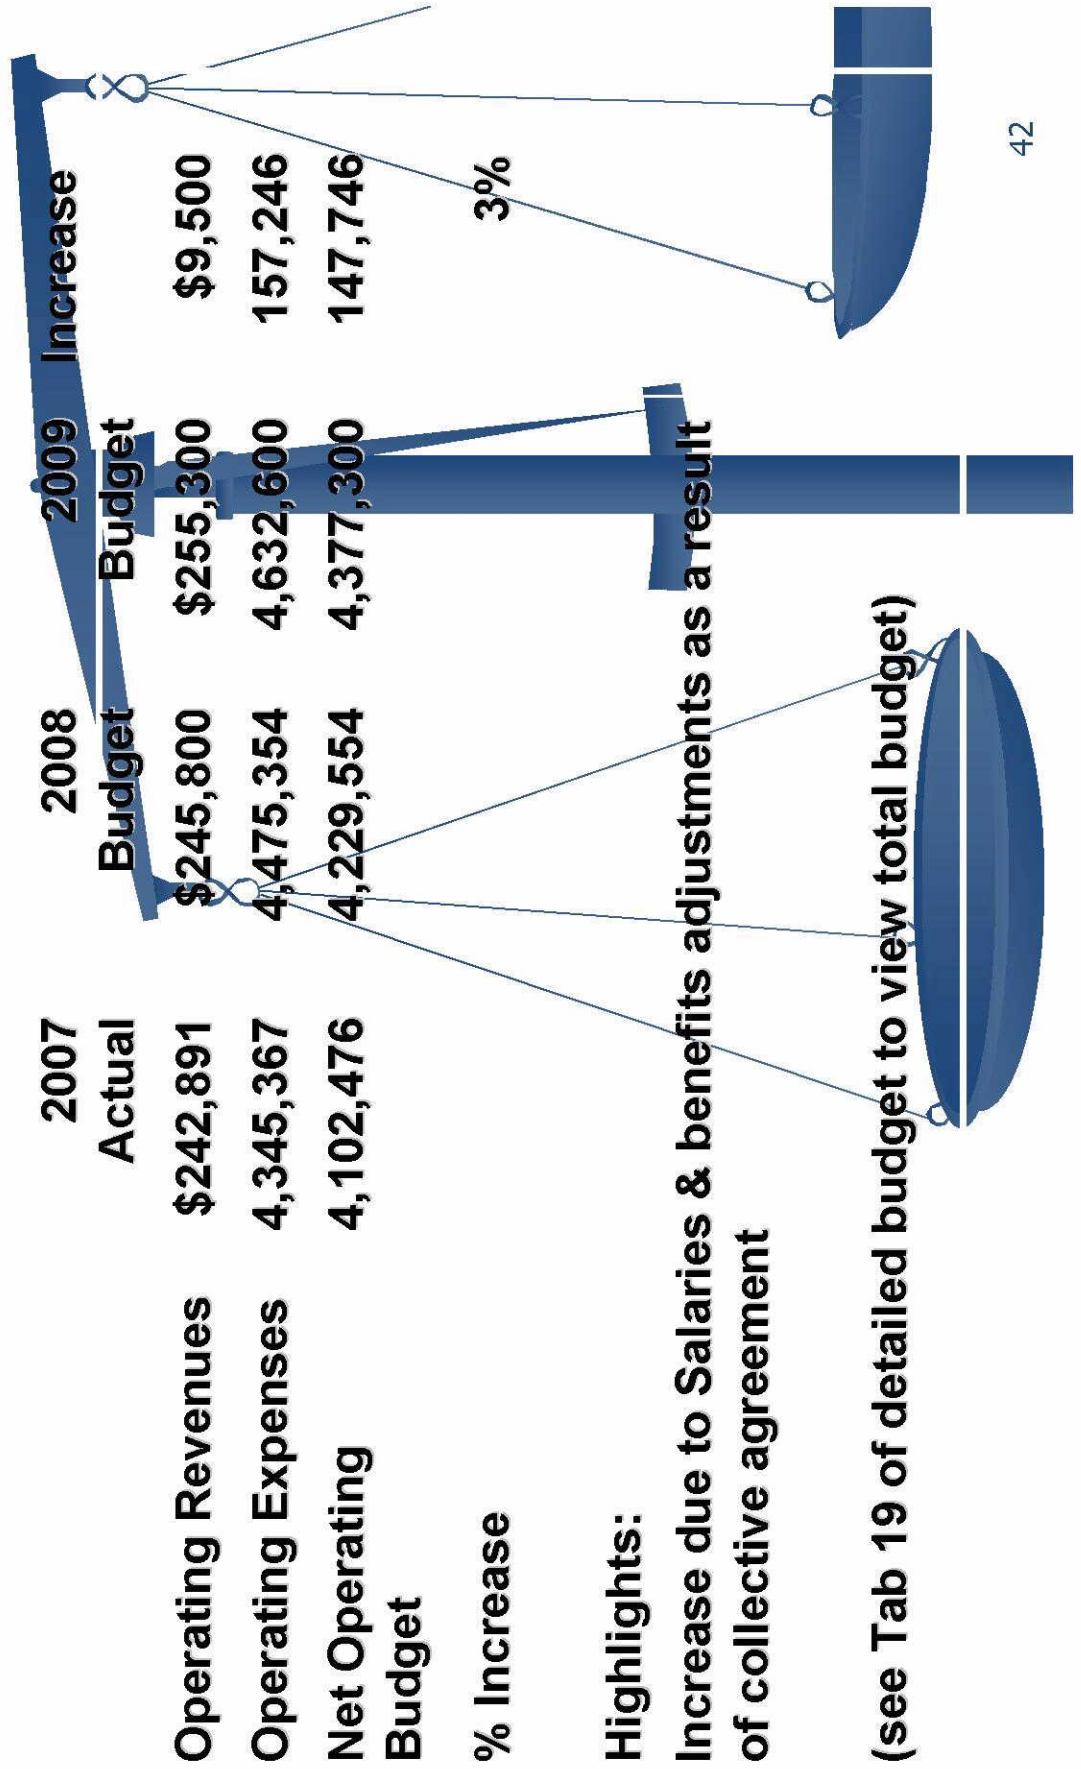 2007 2008 2009 Increase
Actual Budget Budget
Operating Revenues $242,891 $245,800 $255,300 $9,500
Operating Expenses 4,345,367 4,475,354 4,632,600 157,246
Net Operating 4,102,476 4,229,554 4,377,300 147,746
Budget
% Increase 3%
Highlights:
Increase due to Salaries & benefits adjustments as a result
of collective agreement
(see Tab 19 of detailed budget to view total budget)
42